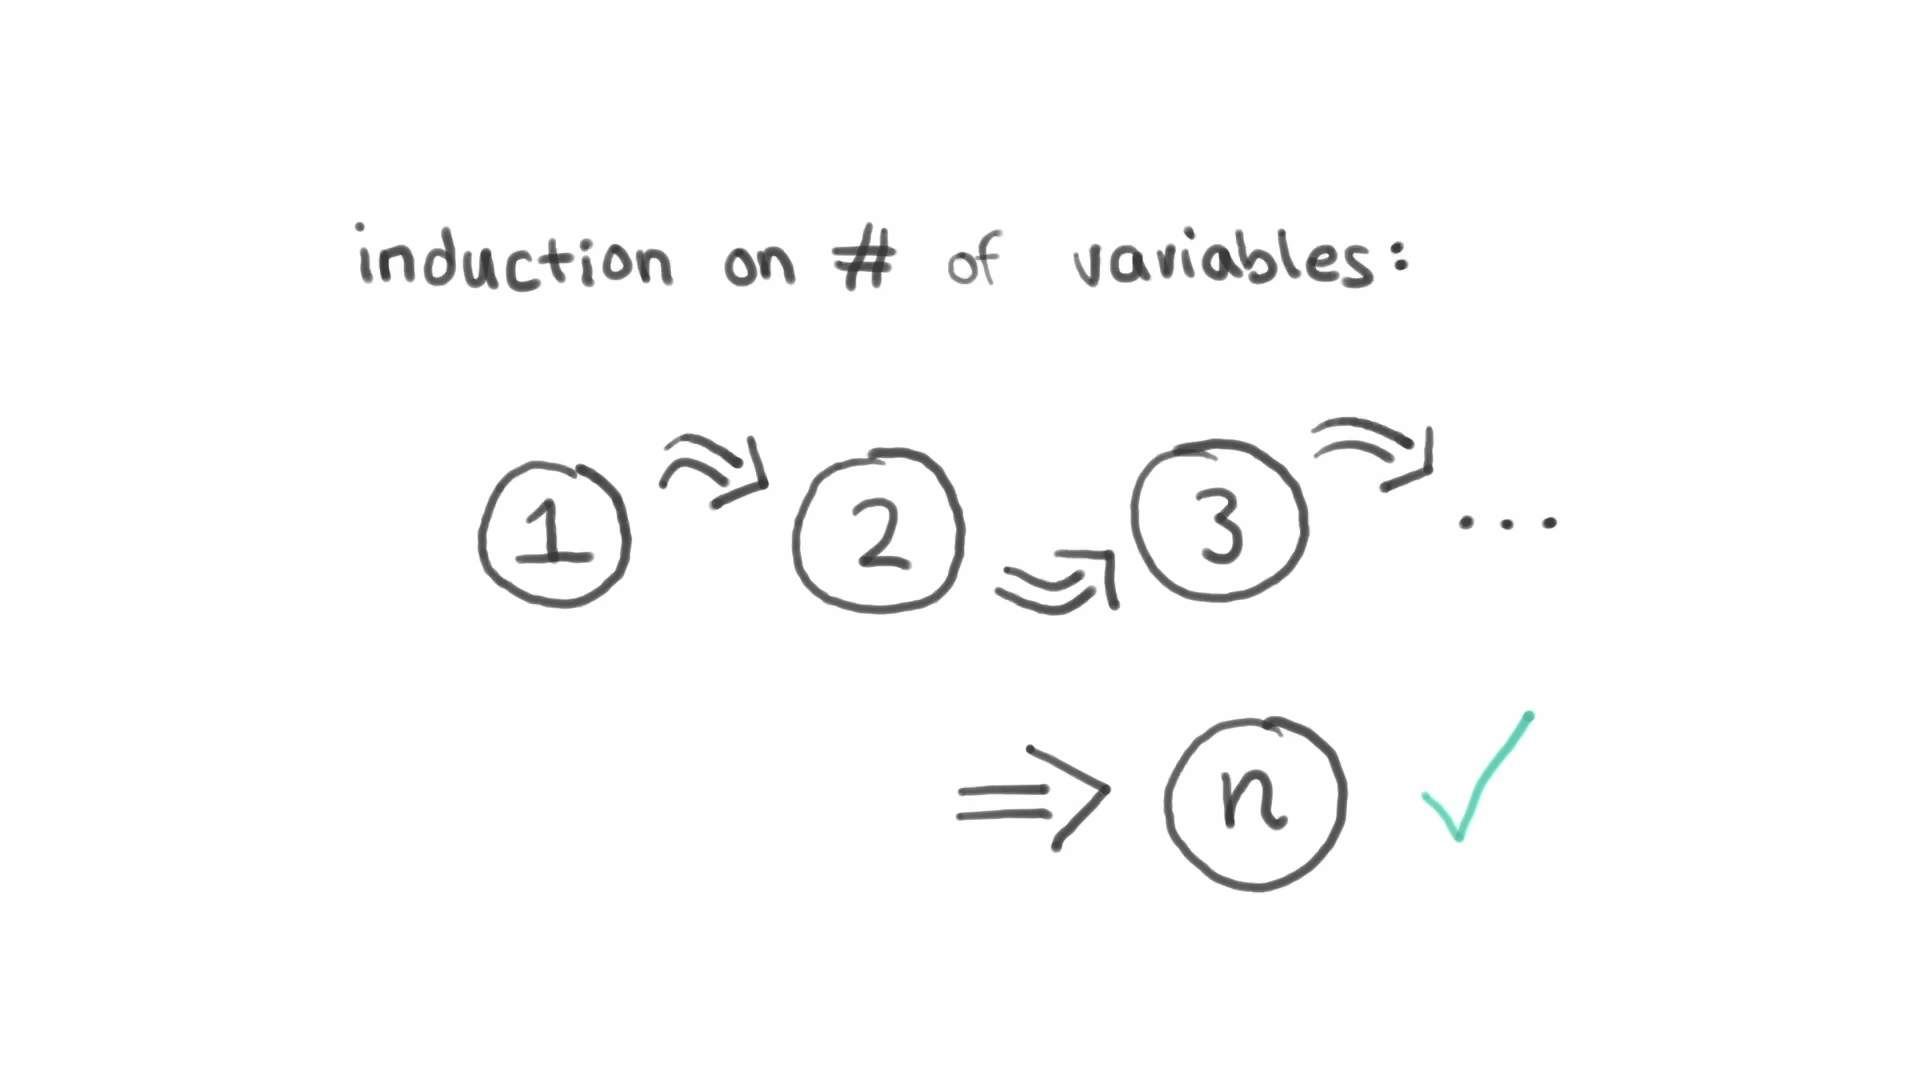 induction on # of variables:
1 ⇒ 2 ⇒ 3 ⇒ ...
⇒ n ✓